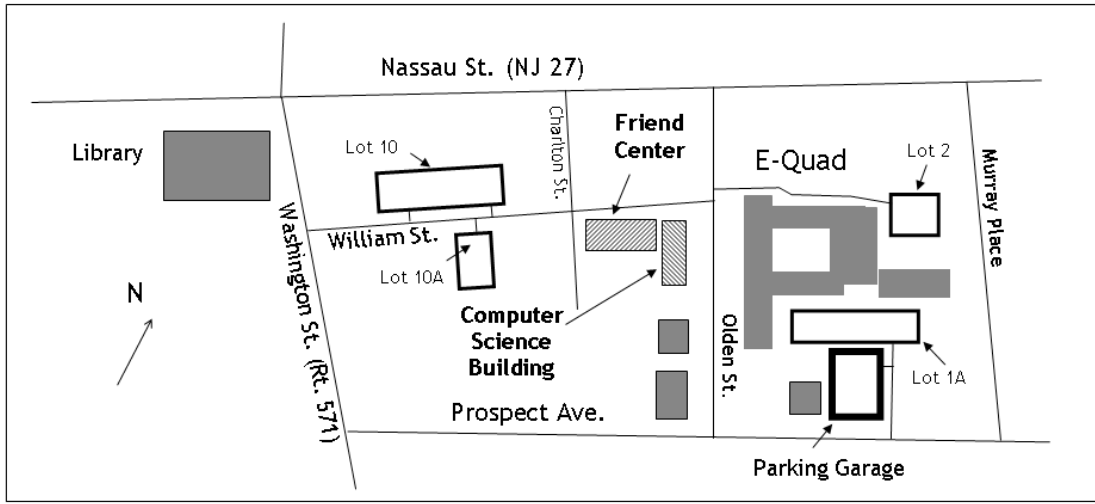 Nassau St. (NJ 27)
Library
Lot 10
Charlton St.
Friend
Center
E-Quad
Lot 2
Murray Place
Washington St. (Rt. 571)
William St.
Lot 10A
N
Computer
Science
Building
Olden St.
Lot 1A
Prospect Ave.
Parking Garage